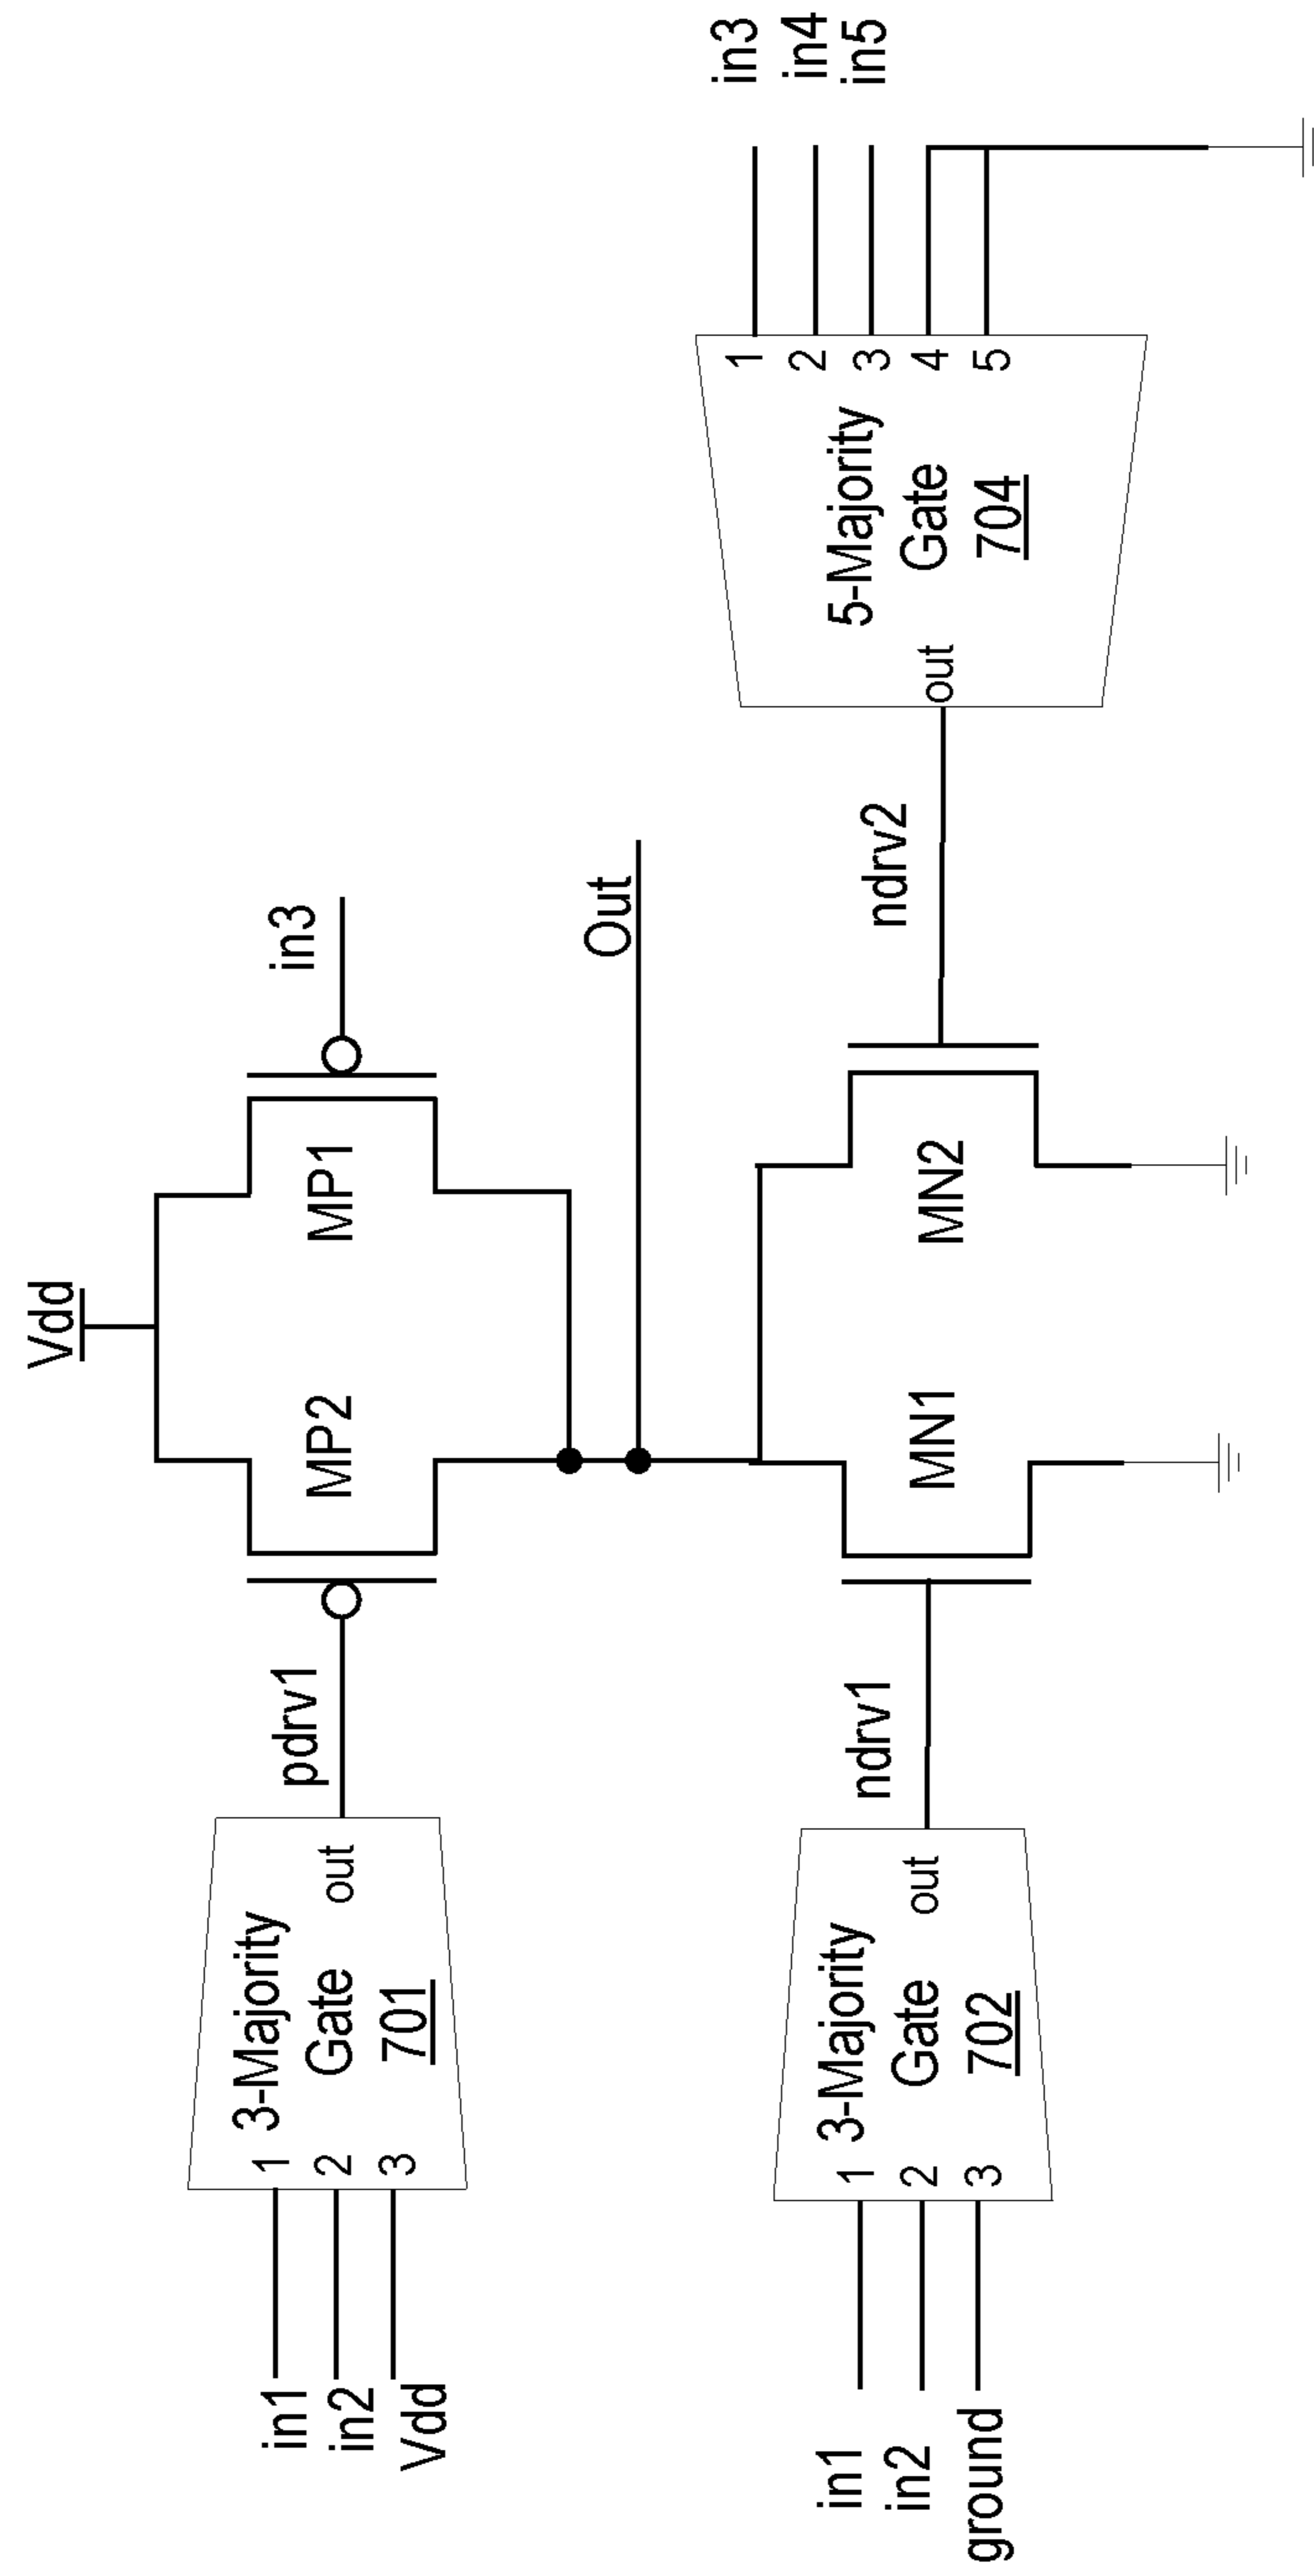 Vdd
in1
in2
Vdd
1
2
3
3-Majority
Gate
701
out
pdrv1
MP2
MP1
in3
Out
in1
in2
ground
1
2
3
3-Majority
Gate
702
out
ndrv1
MN1
MN2
ndrv2
out
5-Majority
Gate
704
1
2
3
4
5
in3
in4
in5